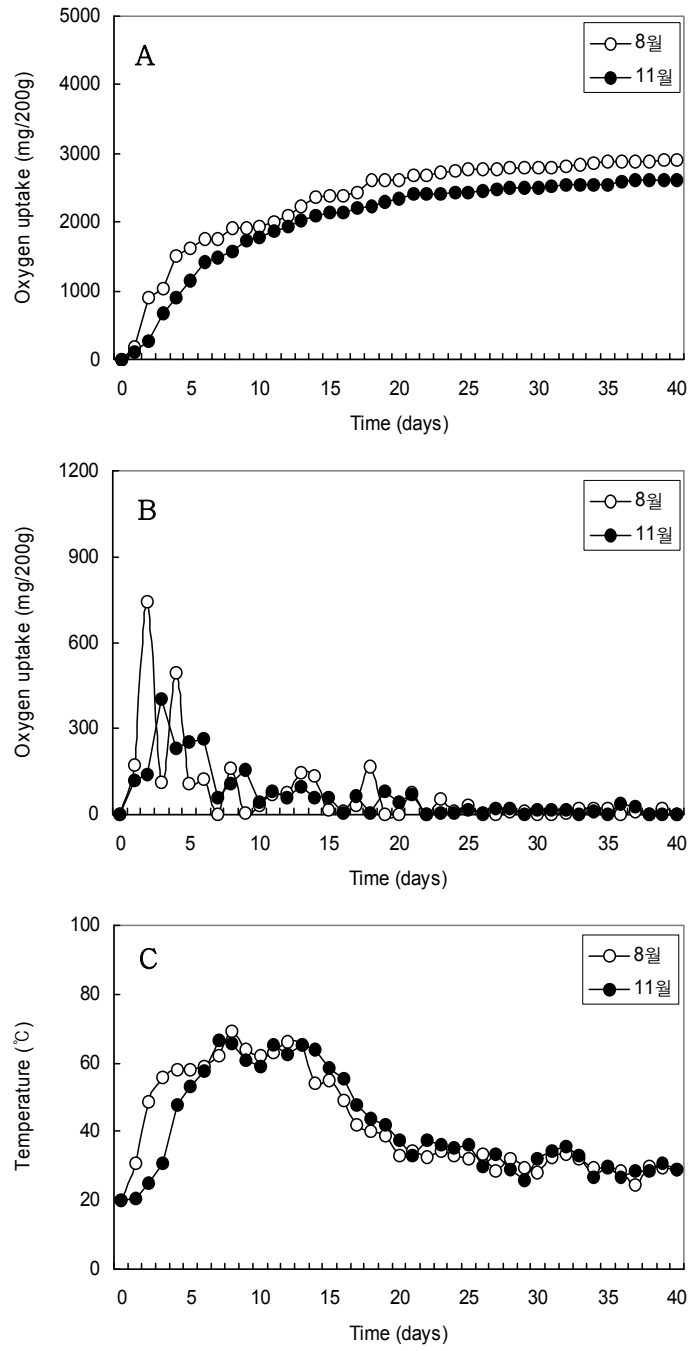 5000
4000
3000
2000
1000
0
Oxygen uptake (mg/200g)
A
8월
11월
0 5 10 15 20 25 30 35 40
Time (days)
1200
900
600
300
0
Oxygen uptake (mg/200g)
B
8월
11월
0 5 10 15 20 25 30 35 40
Time (days)
100
80
60
40
20
0
Temperature (℃)
C
8월
11월
0 5 10 15 20 25 30 35 40
Time (days)